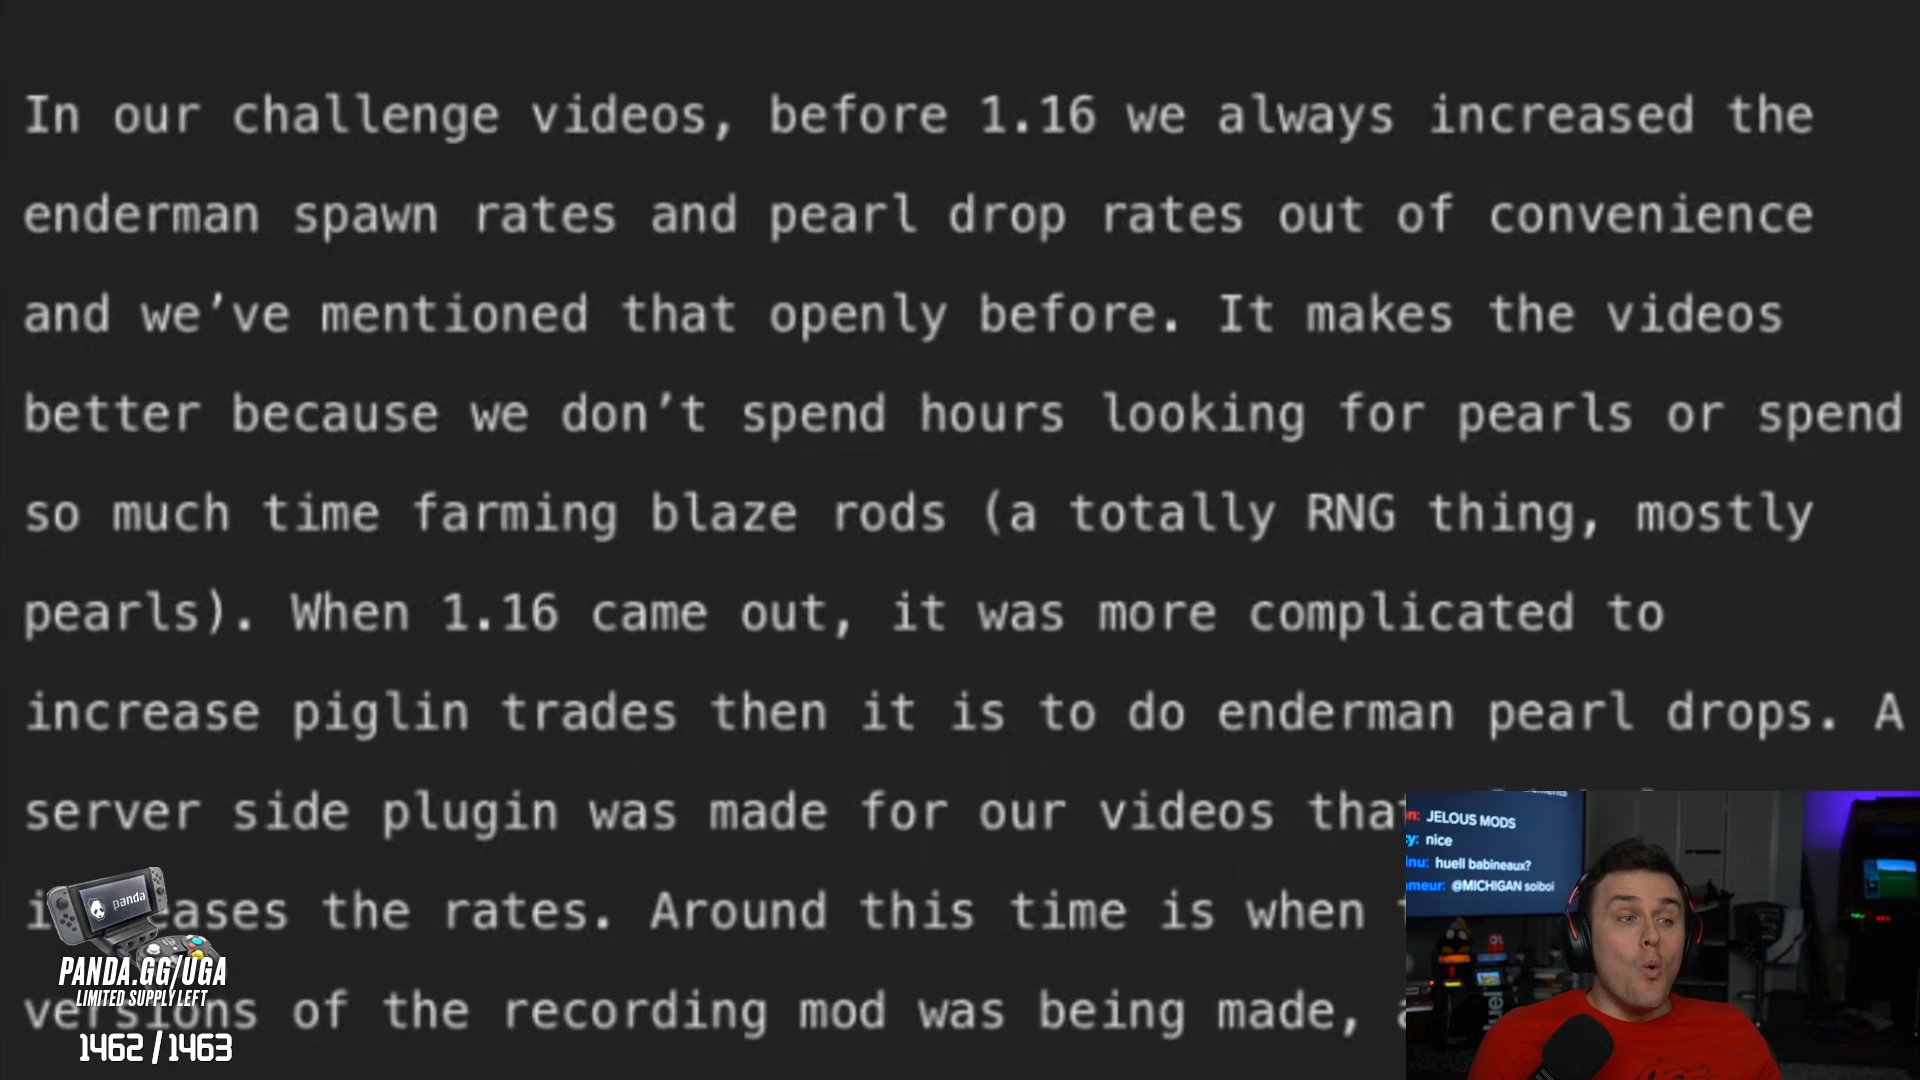 In our challenge videos, before 1.16 we always increased the
enderman spawn rates and pearl drop rates out of convenience
and we’ve mentioned that openly before. It makes the videos
better because we don’t spend hours looking for pearls or spend
so much time farming blaze rods (a totally RNG thing, mostly
pearls). When 1.16 came out, it was more complicated to
increase piglin trades then it is to do enderman pearl drops. A
server side plugin was made for our videos
the rates. Around this time is when
versions of the recording mod was being made,
JELOUS MODS
nice
huell babineaux?
@MICHIGAN soiboi
panda
PANDA.GG/UGA
LIMITED SUPPLY LEFT
1462 / 1463